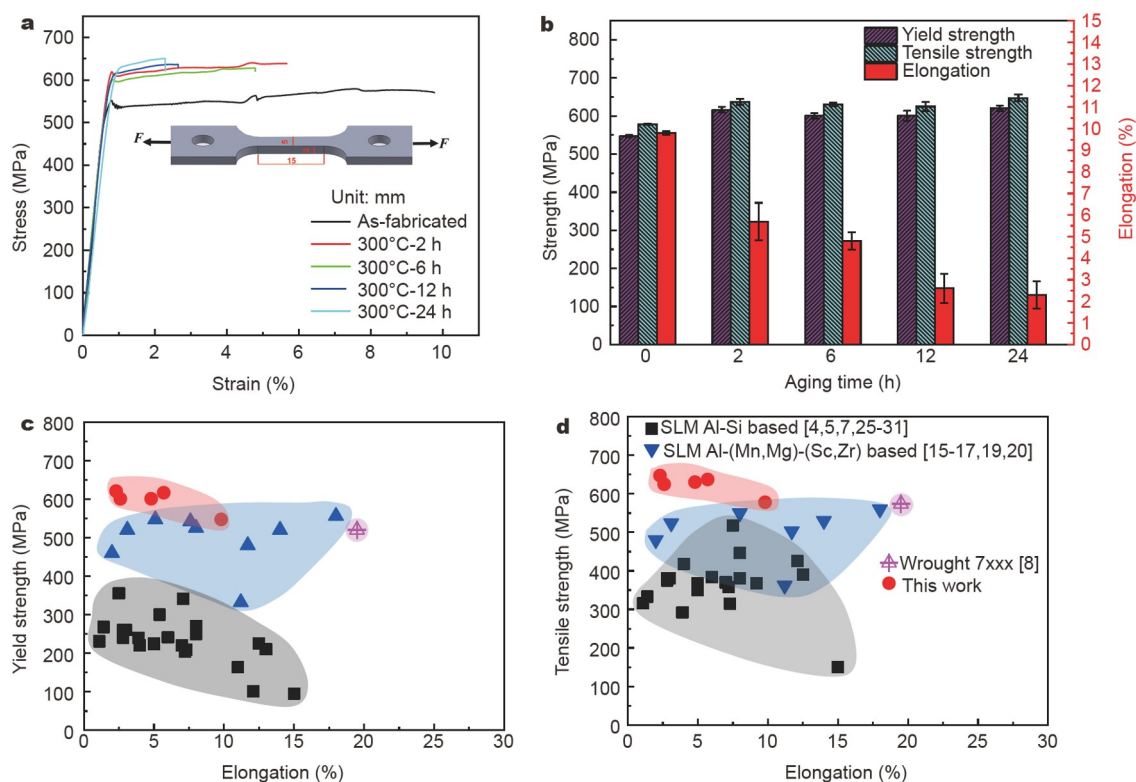 a
Stress (MPa)
800
700
600
500
400
300
200
100
0
F
F
5
15
Unit: mm
As-fabricated
300°C-2 h
300°C-6 h
300°C-12 h
300°C-24 h
0 2 4 6 8 10
Strain (%)
b
Strength (MPa)
800
700
600
500
400
300
200
100
0
Yield strength
Tensile strength
Elongation
15
14
13
12
11
10
9
8
7
6
5
4
3
2
1
0
Elongation (%)
0 2 6 12 24
Aging time (h)
c
Yield strength (MPa)
800
700
600
500
400
300
200
100
0
0 5 10 15 20 25 30
Elongation (%)
d
Tensile strength (MPa)
800
700
600
500
400
300
200
100
0
SLM Al-Si based [4,5,7,25-31]
SLM Al-(Mn,Mg)-(Sc,Zr) based [15-17,19,20]
Wrought 7xxx [8]
This work
0 5 10 15 20 25 30
Elongation (%)